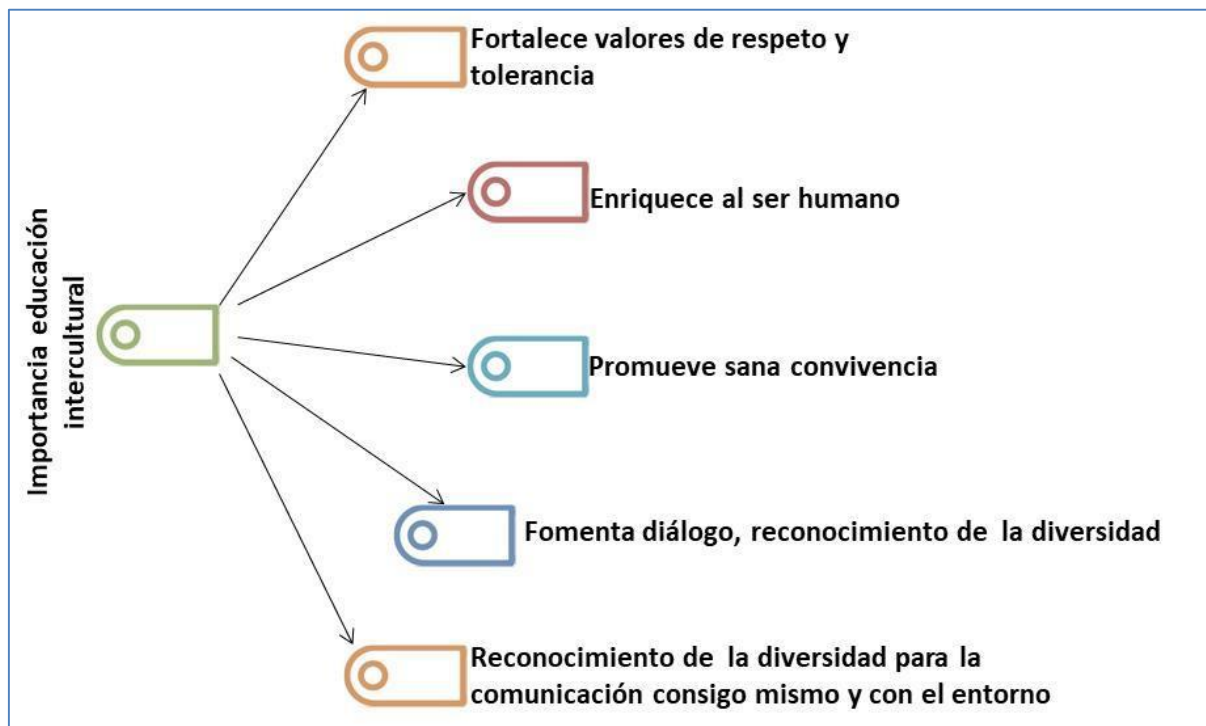 Importancia educación
intercultural
Fortalece valores de respeto y
tolerancia
Enriquece al ser humano
Promueve sana convivencia
Fomenta diálogo, reconocimiento de la diversidad
Reconocimiento de la diversidad para la
comunicación consigo mismo y con el entorno